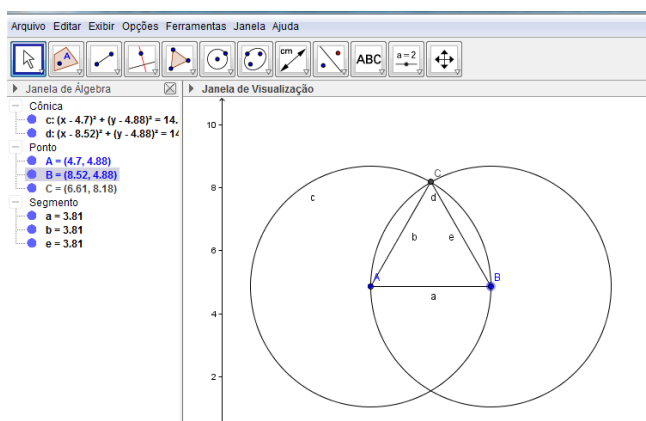 Arquivo Editar Exibir Opções Ferramentas Janela Ajuda
A cm ABC a = 2
Janela de Álgebra
Janela de Visualização
Cônica
c: (x - 4.7)² + (y - 4.88)² = 14.
d: (x - 8.52)² + (y - 4.88)² = 14
Ponto
A = (4.7, 4.88)
B = (8.52, 4.88)
C = (6.61, 8.18)
Segmento
a = 3.81
b = 3.81
e = 3.81
10
8
6
4
2
C
c
d
b
e
A
B
a